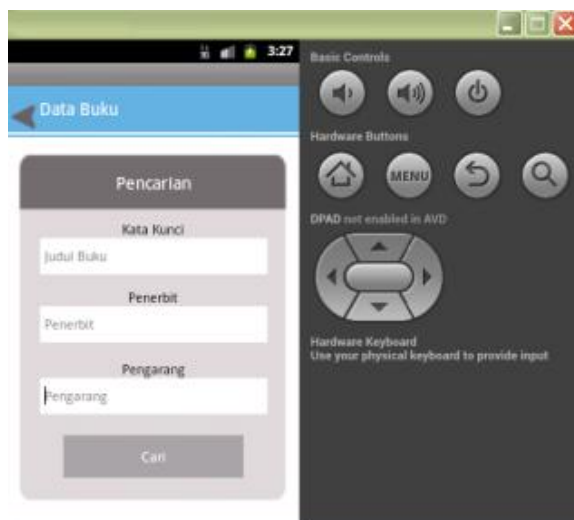 3:27
Data Buku
Pencarian
Kata Kunci
Judul Buku
Penerbit
Penerbit
Pengarang
Pengarang
Cari
Basic Controls
Hardware Buttons
MENU
DPAD not enabled in AVD
Hardware Keyboard
Use your physical keyboard to provide input